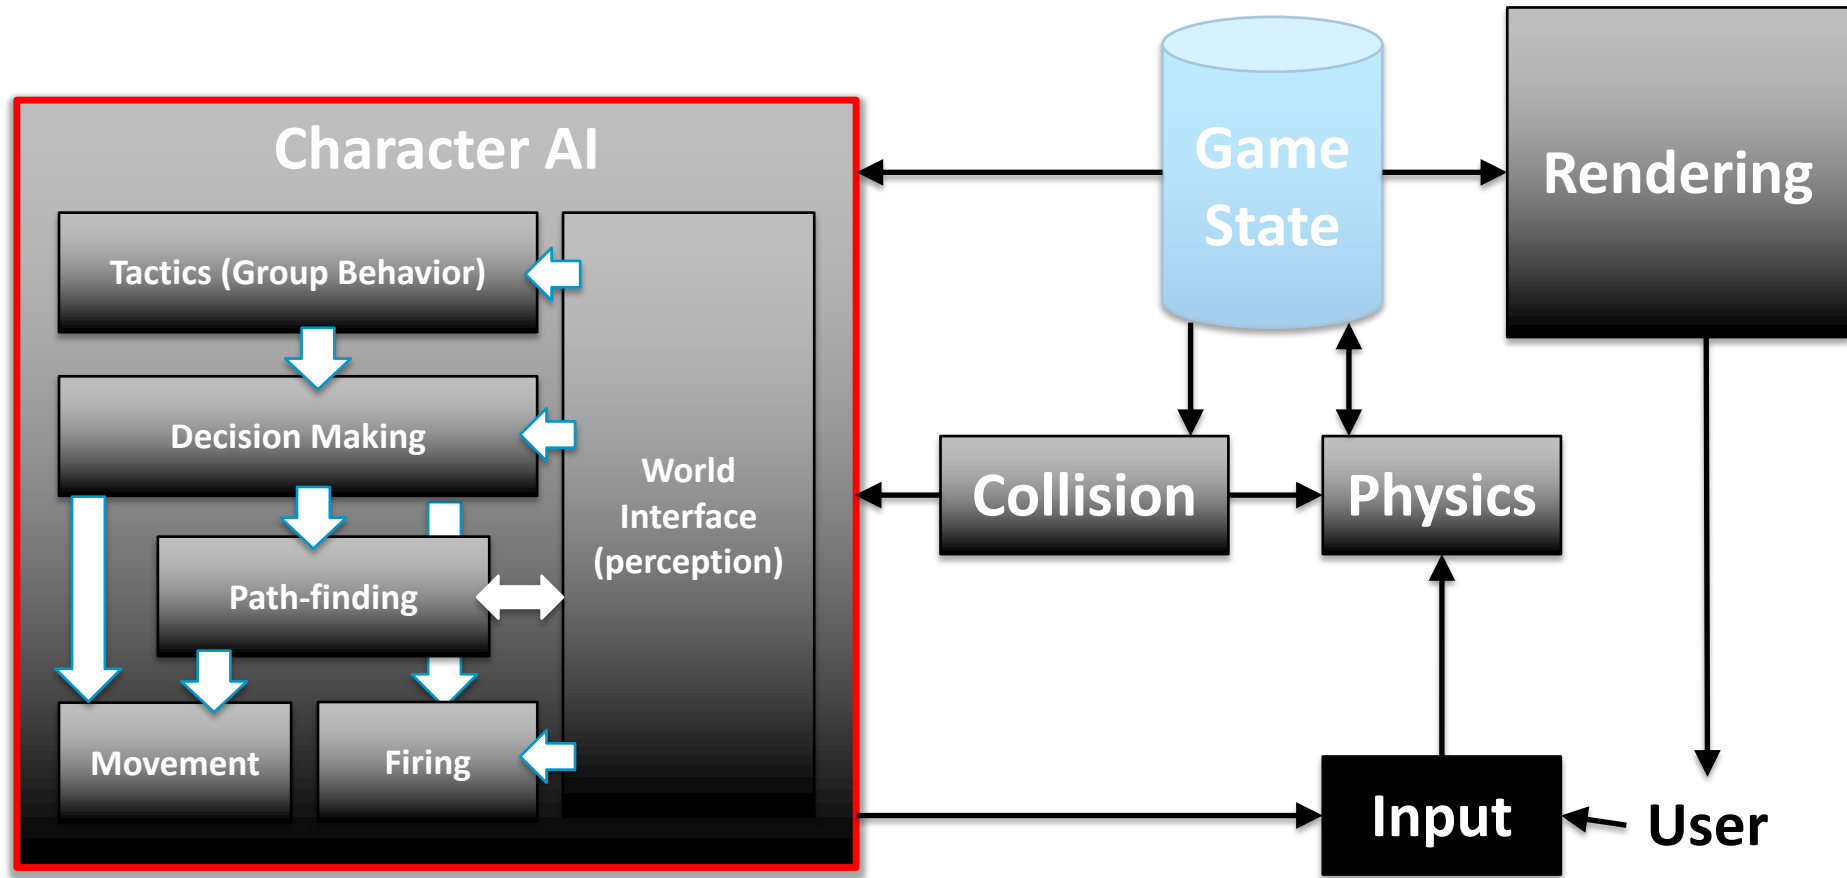 Character AI
Tactics (Group Behavior)
Decision Making
Path-finding
Movement
Firing
World
Interface
(perception)
Game
State
Rendering
Collision
Physics
Input
User